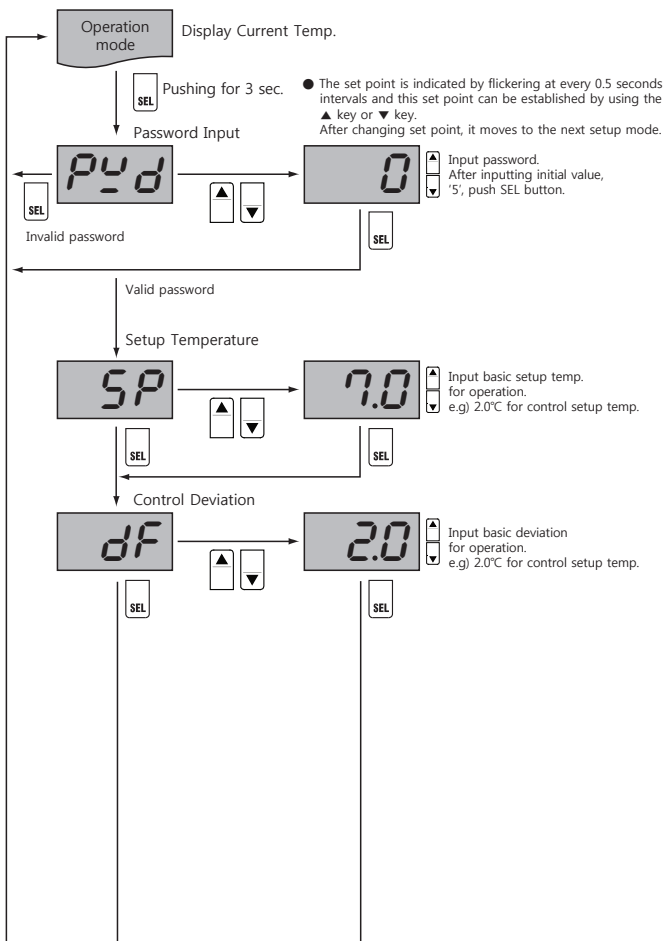 Operation
mode
Display Current Temp.
SEL
Pushing for 3 sec.
● The set point is indicated by flickering at every 0.5 seconds
intervals and this set point can be established by using the
▲ key or ▼ key.
After changing set point, it moves to the next setup mode.
Password Input
PYd
▲ ▼
0
▲ ▼
Input password.
After inputting initial value,
'5', push SEL button.
SEL
SEL
Invalid password
Valid password
Setup Temperature
SP
▲ ▼
7.0
▲ ▼
Input basic setup temp.
for operation.
e.g) 2.0℃ for control setup temp.
SEL
SEL
Control Deviation
dF
▲ ▼
2.0
▲ ▼
Input basic deviation
for operation.
e.g) 2.0℃ for control setup temp.
SEL
SEL